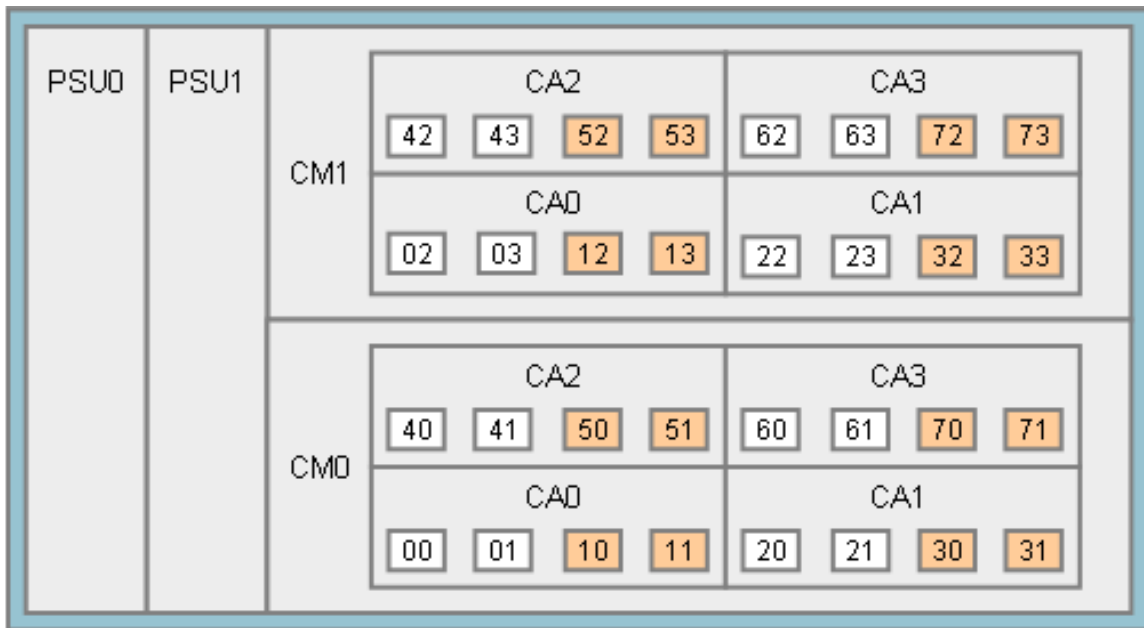 PSU0 PSU1
CM1
CA2 CA3
42 43 52 53 62 63 72 73
CA0 CA1
02 03 12 13 22 23 32 33
CM0
CA2 CA3
40 41 50 51 60 61 70 71
CA0 CA1
00 01 10 11 20 21 30 31